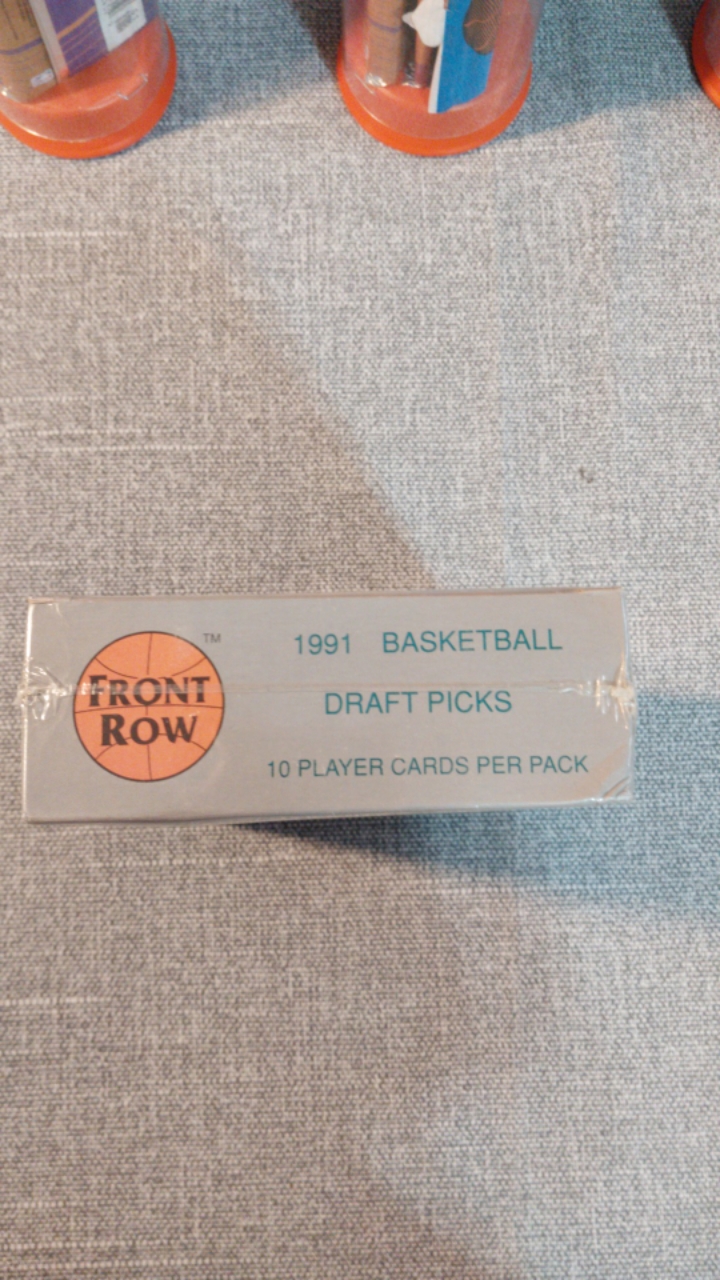 FRONT
ROW
TM
1991 BASKETBALL
DRAFT PICKS
10 PLAYER CARDS PER PACK